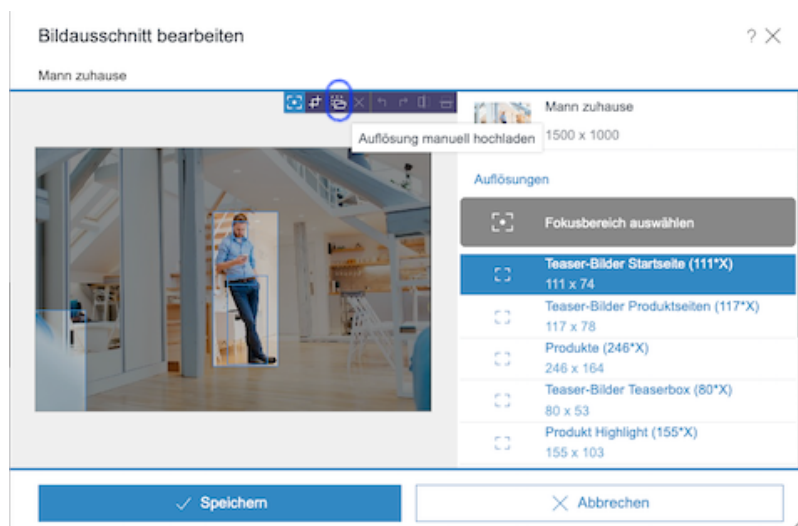 Bildausschnitt bearbeiten
?
Mann zuhause
Auflösung manuell hochladen
Mann zuhause
1500 x 1000
Auflösungen
Fokusbereich auswählen
Teaser-Bilder Startseite (111*X)
111 x 74
Teaser-Bilder Produktseiten (117*X)
117 x 78
Produkte (246*X)
246 x 164
Teaser-Bilder Teaserbox (80*X)
80 x 53
Produkt Highlight (155*X)
155 x 103
Speichern
Abbrechen